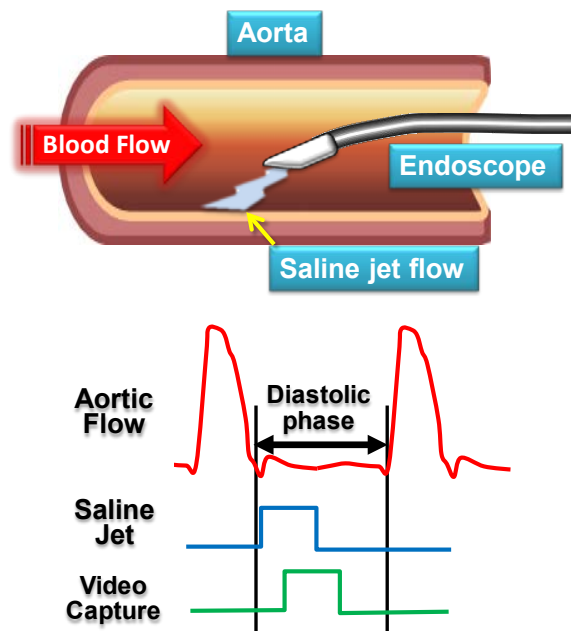 Aorta
Blood Flow
Endoscope
Saline jet flow
Aortic
Flow
Diastolic
phase
Saline
Jet
Video
Capture